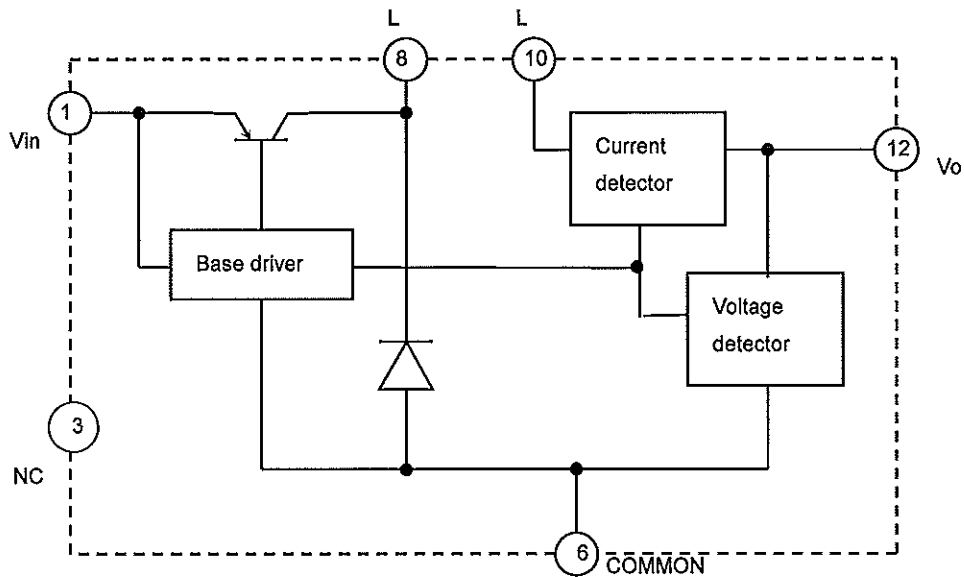 L
L
8
10
1
Vin
Current
detector
12
Vo
Base driver
Voltage
detector
3
NC
6
COMMON